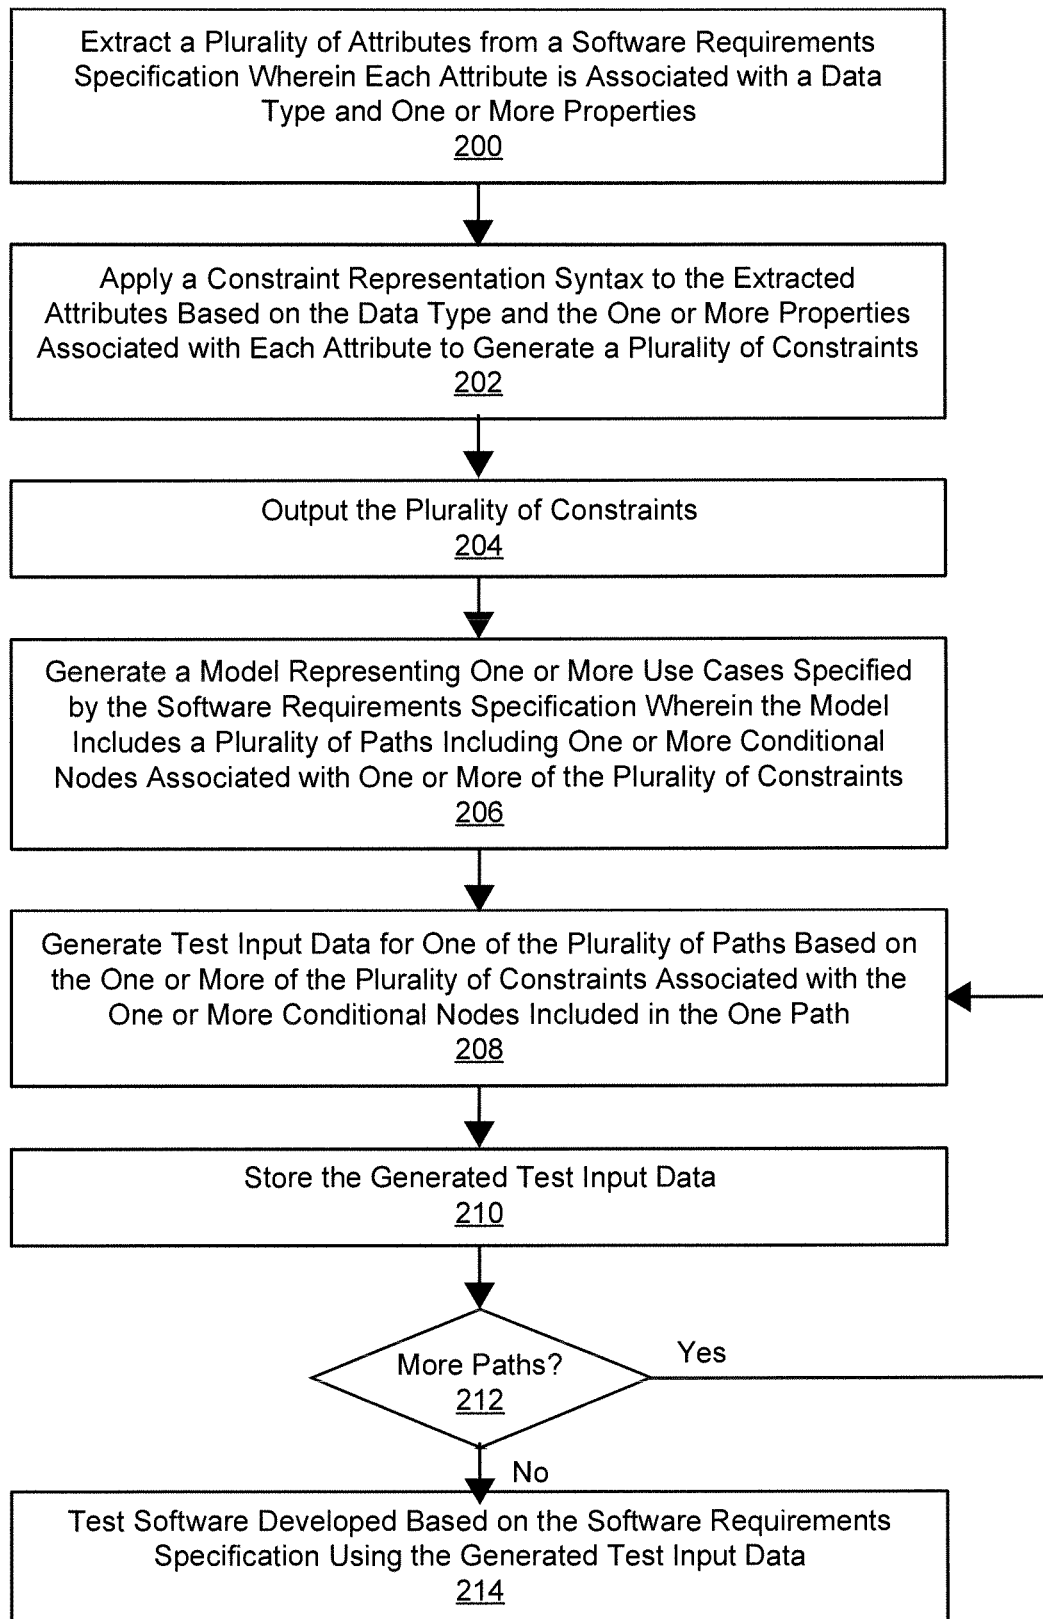 Extract a Plurality of Attributes from a Software Requirements
Specification Wherein Each Attribute is Associated with a Data
Type and One or More Properties
200
Apply a Constraint Representation Syntax to the Extracted
Attributes Based on the Data Type and the One or More Properties
Associated with Each Attribute to Generate a Plurality of Constraints
202
Output the Plurality of Constraints
204
Generate a Model Representing One or More Use Cases Specified
by the Software Requirements Specification Wherein the Model
Includes a Plurality of Paths Including One or More Conditional
Nodes Associated with One or More of the Plurality of Constraints
206
Generate Test Input Data for One of the Plurality of Paths Based on
the One or More of the Plurality of Constraints Associated with the
One or More Conditional Nodes Included in the One Path
208
Store the Generated Test Input Data
210
More Paths?
212
Yes
No
Test Software Developed Based on the Software Requirements
Specification Using the Generated Test Input Data
214